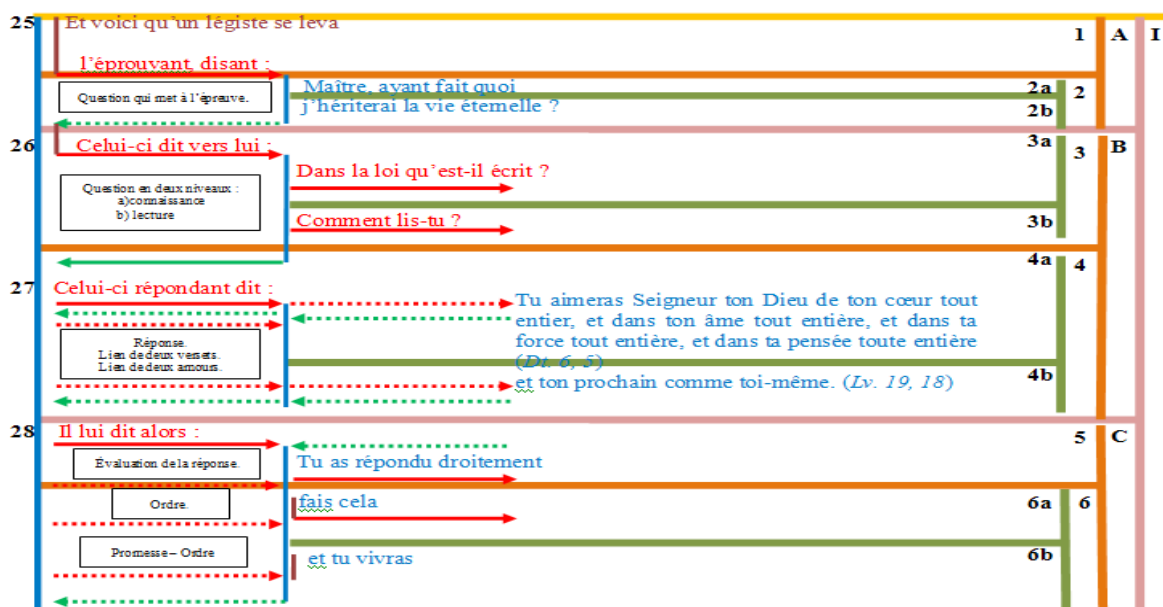 25 Et voici qu'un légiste se leva
1 A I
l'éprouvant, disant :
Question qui met à l'épreuve.
Maître, ayant fait quoi
j'hériterai la vie éternelle ?
2a 2
2b
26 Celui-ci dit vers lui :
3a 3 B
Dans la loi qu'est-il écrit ?
Question en deux niveaux :
a)connaissance
b) lecture
Comment lis-tu ?
3b
4a 4
27 Celui-ci répondant dit :
Tu aimeras Seigneur ton Dieu de ton cœur tout
entier, et dans ton âme tout entière, et dans ta
force tout entière, et dans ta pensée toute entière
(Dt. 6, 5)
Réponse.
Lien de deux versets.
Lien de deux amours.
et ton prochain comme toi-même. (Lv. 19, 18)
4b
28 Il lui dit alors :
5 C
Évaluation de la réponse.
Tu as répondu droitement
Ordre.
fais cela
6a 6
Promesse – Ordre
et tu vivras
6b